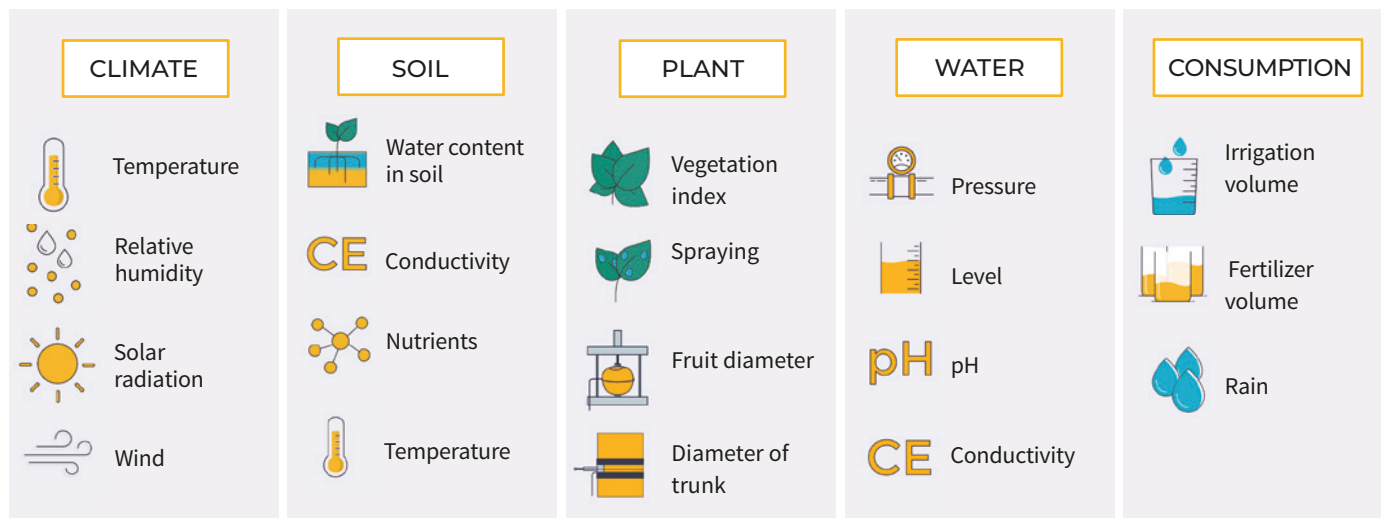 CLIMATE
Temperature
Relative
humidity
Solar
radiation
Wind
SOIL
Water content
in soil
CE
Conductivity
Nutrients
Temperature
PLANT
Vegetation
index
Spraying
Fruit diameter
Diameter of
trunk
WATER
Pressure
Level
pH
pH
CE
Conductivity
CONSUMPTION
Irrigation
volume
Fertilizer
volume
Rain